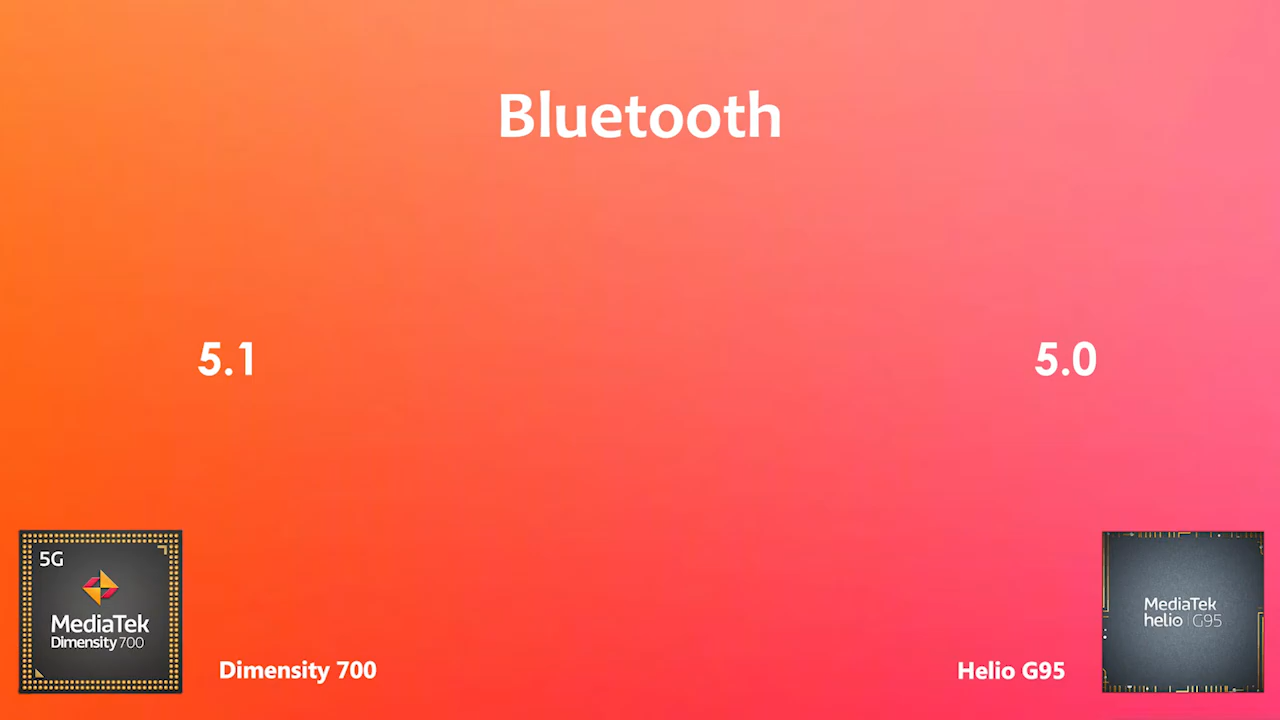 Bluetooth
5.1
5.0
5G
MediaTek
Dimensity 700
Dimensity 700
Helio G95
MediaTek
helio | G95